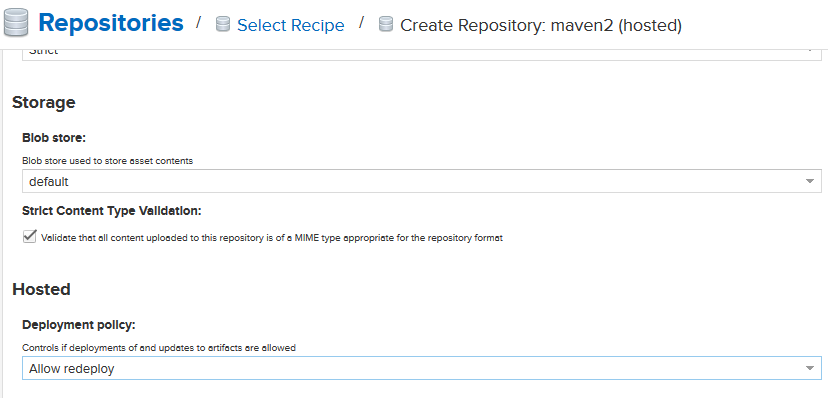 Repositories / Select Recipe / Create Repository: maven2 (hosted)
Strict
Storage
Blob store:
Blob store used to store asset contents
default
Strict Content Type Validation:
Validate that all content uploaded to this repository is of a MIME type appropriate for the repository format
Hosted
Deployment policy:
Controls if deployments of and updates to artifacts are allowed
Allow redeploy